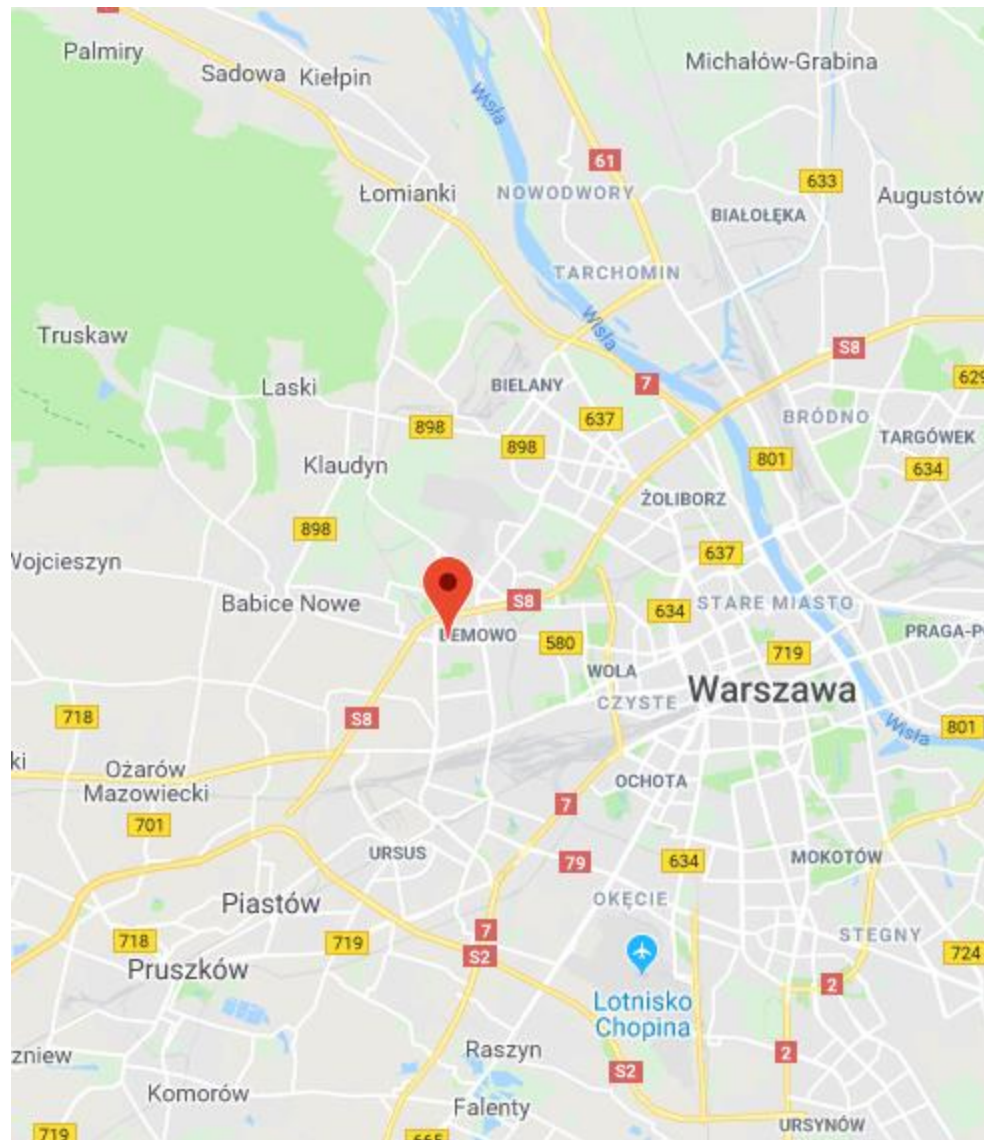 Palmiry
Sadowa
Kiełpin
Michałów-Grabina
Wisła
61
633
Łomianki
NOWODWORY
Augustów
BIAŁOŁĘKA
TARCHOMIN
Wisła
Truskaw
S8
Laski
BIELANY
7
629
637
BRÓDNO
898
898
TARGÓWEK
Klaudyn
801
634
ŻOLIBORZ
898
637
Wojcieszyn
Babice Nowe
S8
634
STARE MIASTO
BEMOWO
580
PRAGA-P
719
WOLA
Warszawa
CZYSTE
718
S8
Wisła
801
ki
Ożarów
Mazowiecki
OCHOTA
7
701
URSUS
79
634
MOKOTÓW
Piastów
OKĘCIE
718
719
7
STEGNY
S2
724
Pruszków
2
Lotnisko
Chopina
Raszyn
2
zniew
S2
Komorów
Falenty
URSYNÓW
719
665